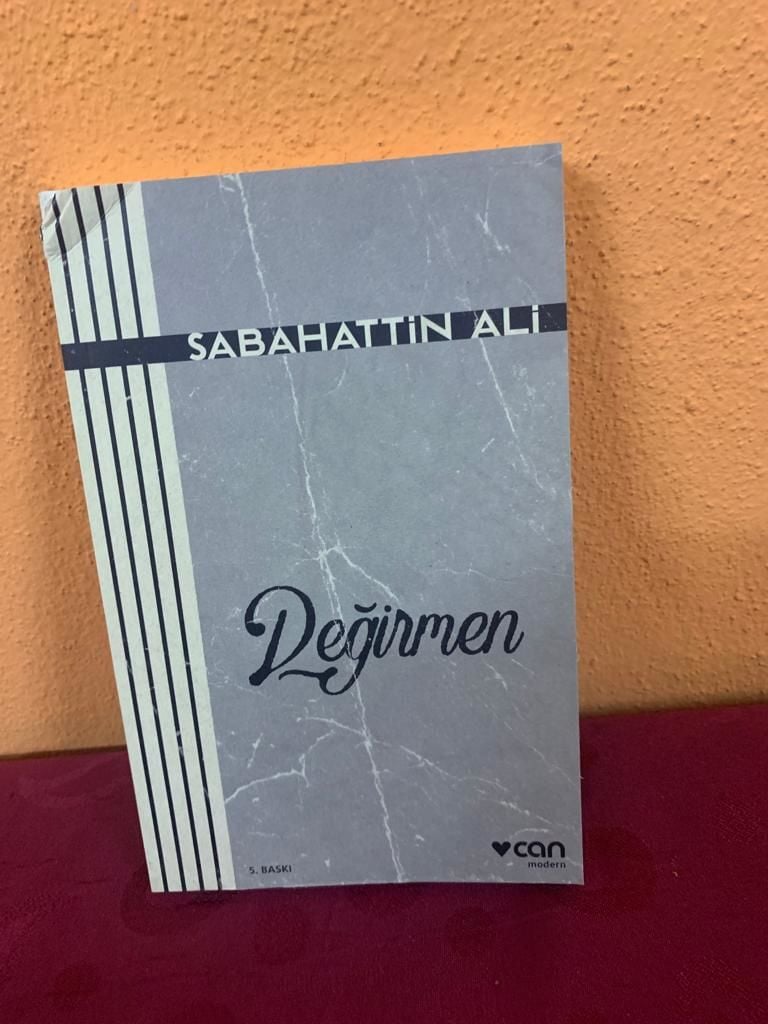 SABAHATTİN ALİ
Değirmen
5. BASKI
can
modern